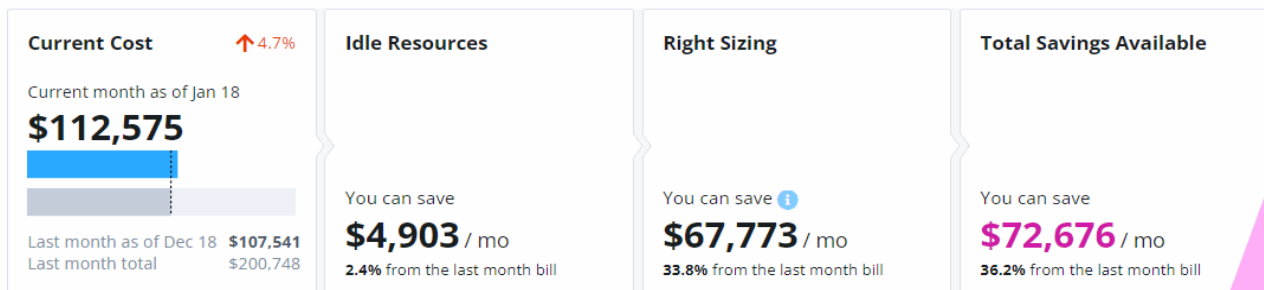 Current Cost
4.7%
Current month as of Jan 18
$112,575
Last month as of Dec 18 $107,541
Last month total $200,748
Idle Resources
You can save
$4,903 / mo
2.4% from the last month bill
Right Sizing
You can save i
$67,773 / mo
33.8% from the last month bill
Total Savings Available
You can save
$72,676 / mo
36.2% from the last month bill